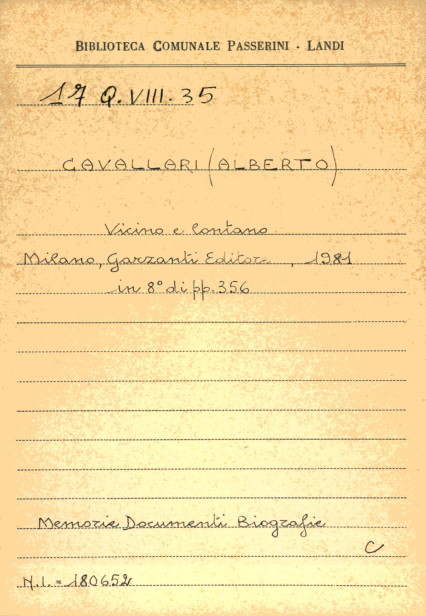 BIBLIOTECA COMUNALE PASSERINI - LANDI
17 Q.VIII.35
CAVALLARI (ALBERTO)
Vicino e lontano
Milano, Garzanti Editore, 1981
in 8° di pp. 356
Memorie Documenti Biografie
C
N.I. = 180652